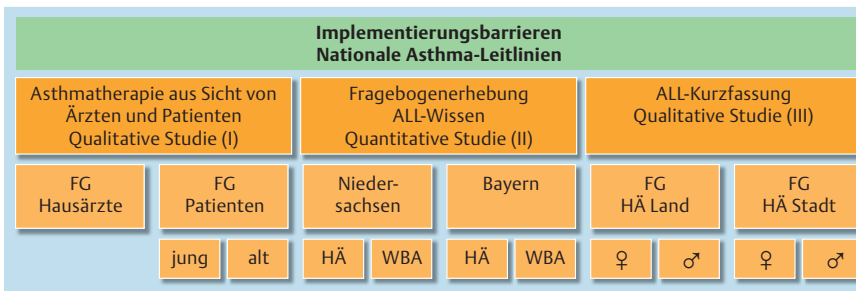 Implementierungsbarrieren
Nationale Asthma-Leitlinien
Asthmatherapie aus Sicht von
Ärzten und Patienten
Qualitative Studie (I)
Fragebogenerhebung
ALL-Wissen
Quantitative Studie (II)
ALL-Kurzfassung
Qualitative Studie (III)
FG
Hausärzte
FG
Patienten
Nieder-
sachsen
Bayern
FG
HÄ Land
FG
HÄ Stadt
jung
alt
HÄ
WBA
HÄ
WBA
♀
♂
♀
♂